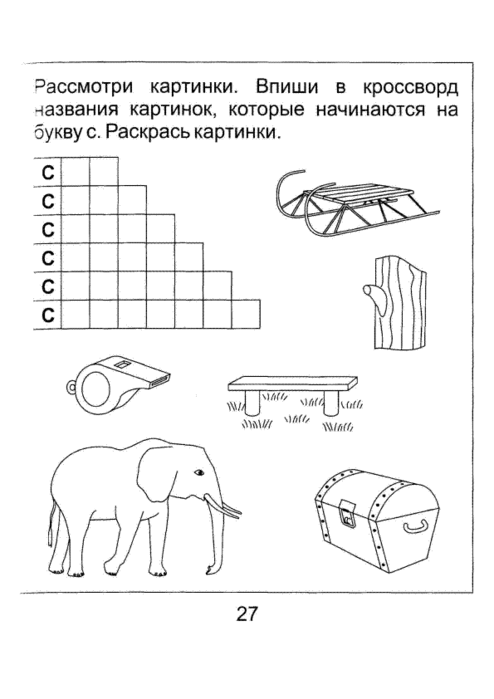 Рассмотри картинки. Впиши в кроссворд
названия картинок, которые начинаются на
букву с. Раскрась картинки.
С
С
С
С
С
С
27